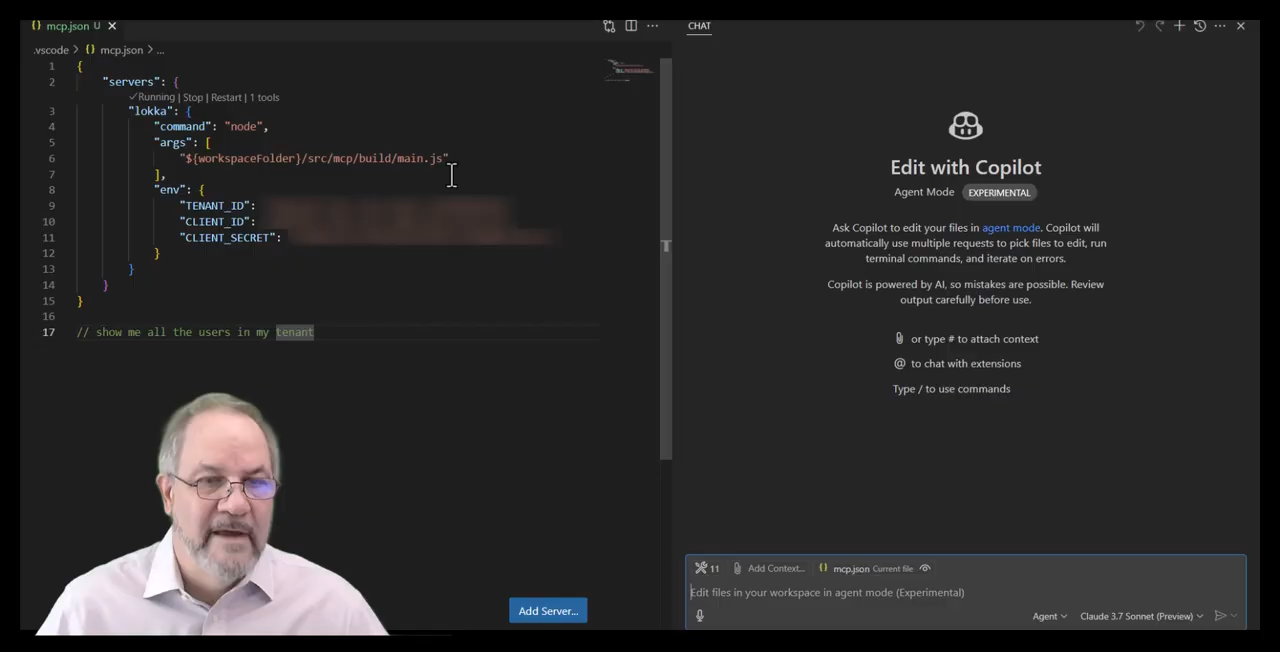 {} mcp.json U ×
.vscode > {} mcp.json > ...
1 {
2 "servers": {
✓Running | Stop | Restart | 1 tools
3 "lokka": {
4 "command": "node",
5 "args": [
6 "${workspaceFolder}/src/mcp/build/main.js"
7 ],
8 "env": {
9 "TENANT_ID":
10 "CLIENT_ID":
11 "CLIENT_SECRET":
12 }
13 }
14 }
15 }
16
17 // show me all the users in my tenant
Add Server...
CHAT
Edit with Copilot
Agent Mode EXPERIMENTAL
Ask Copilot to edit your files in agent mode. Copilot will
automatically use multiple requests to pick files to edit, run
terminal commands, and iterate on errors.
Copilot is powered by AI, so mistakes are possible. Review
output carefully before use.
or type # to attach context
@ to chat with extensions
Type / to use commands
11 Add Context... {} mcp.json Current file
Edit files in your workspace in agent mode (Experimental)
Agent Claude 3.7 Sonnet (Preview)